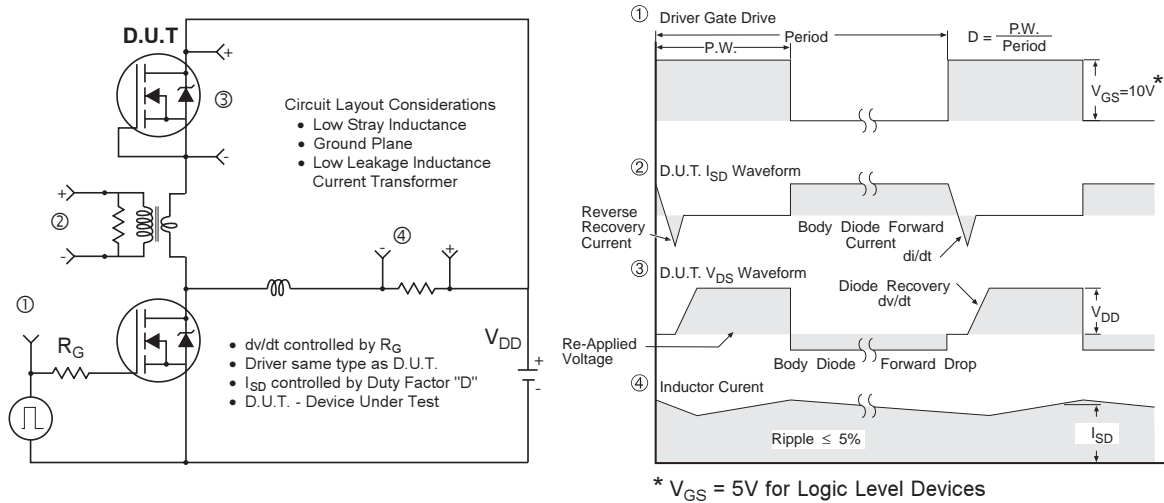 D.U.T
+
③
-
Circuit Layout Considerations
• Low Stray Inductance
• Ground Plane
• Low Leakage Inductance
Current Transformer
+
②
-
④
- +
①
R_G
V_DD
+
-
• dv/dt controlled by R_G
• Driver same type as D.U.T.
• I_SD controlled by Duty Factor "D"
• D.U.T. - Device Under Test
① Driver Gate Drive
Period
P.W.
D = P.W. / Period
V_GS=10V*
② D.U.T. I_SD Waveform
Reverse
Recovery
Current
Body Diode Forward
Current
di/dt
③ D.U.T. V_DS Waveform
Diode Recovery
dv/dt
V_DD
Re-Applied
Voltage
Body Diode Forward Drop
④ Inductor Curent
Ripple ≤ 5%
I_SD
* V_GS = 5V for Logic Level Devices